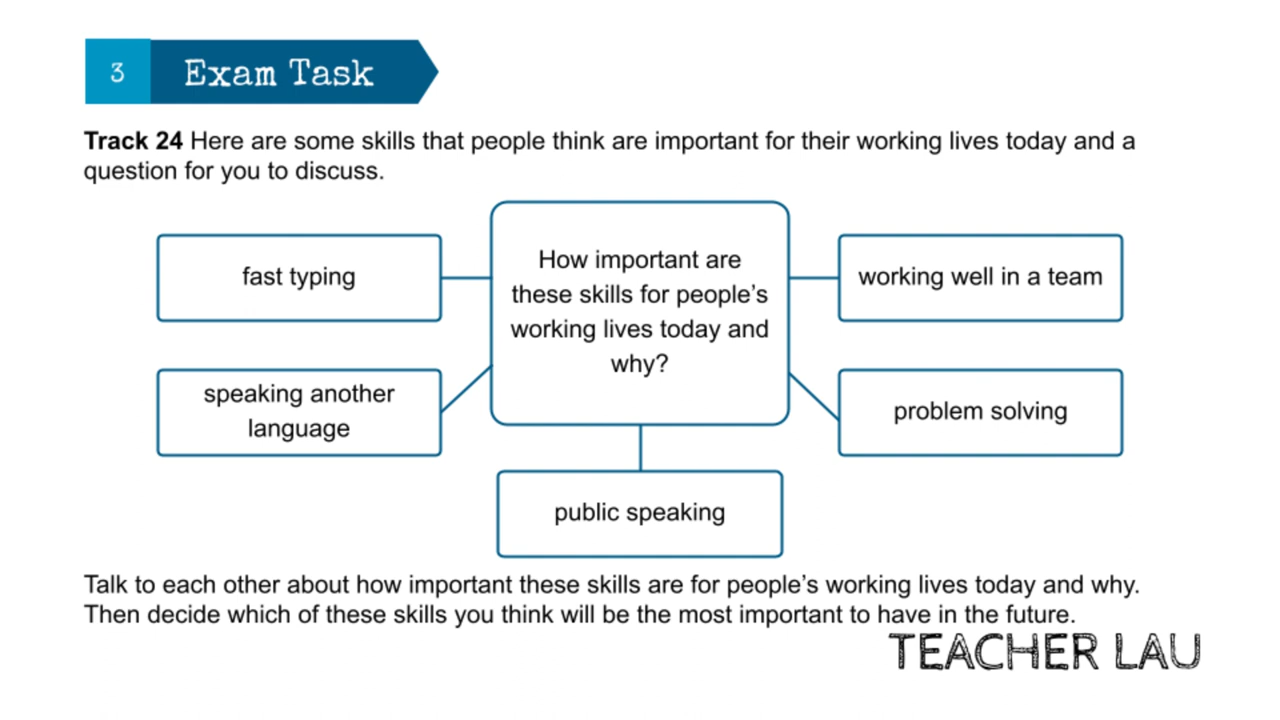 3 Exam Task
Track 24 Here are some skills that people think are important for their working lives today and a
question for you to discuss.
fast typing
How important are
these skills for people's
working lives today and
why?
working well in a team
speaking another
language
problem solving
public speaking
Talk to each other about how important these skills are for people's working lives today and why.
Then decide which of these skills you think will be the most important to have in the future.
TEACHER LAU